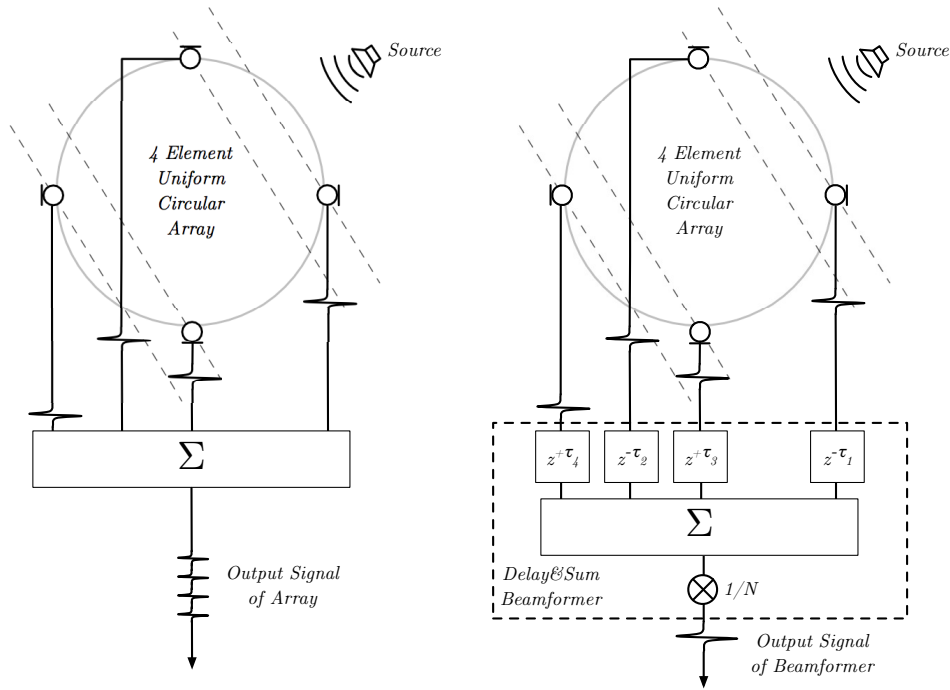 Source
4 Element
Uniform
Circular
Array
Σ
Output Signal
of Array
Source
4 Element
Uniform
Circular
Array
z⁺τ₄
z⁻τ₂
z⁺τ₃
z⁻τ₁
Σ
Delay&Sum
Beamformer
1/N
Output Signal
of Beamformer